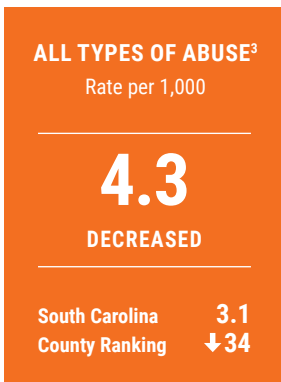 ALL TYPES OF ABUSE³
Rate per 1,000
4.3
DECREASED
South Carolina 3.1
County Ranking ↓34